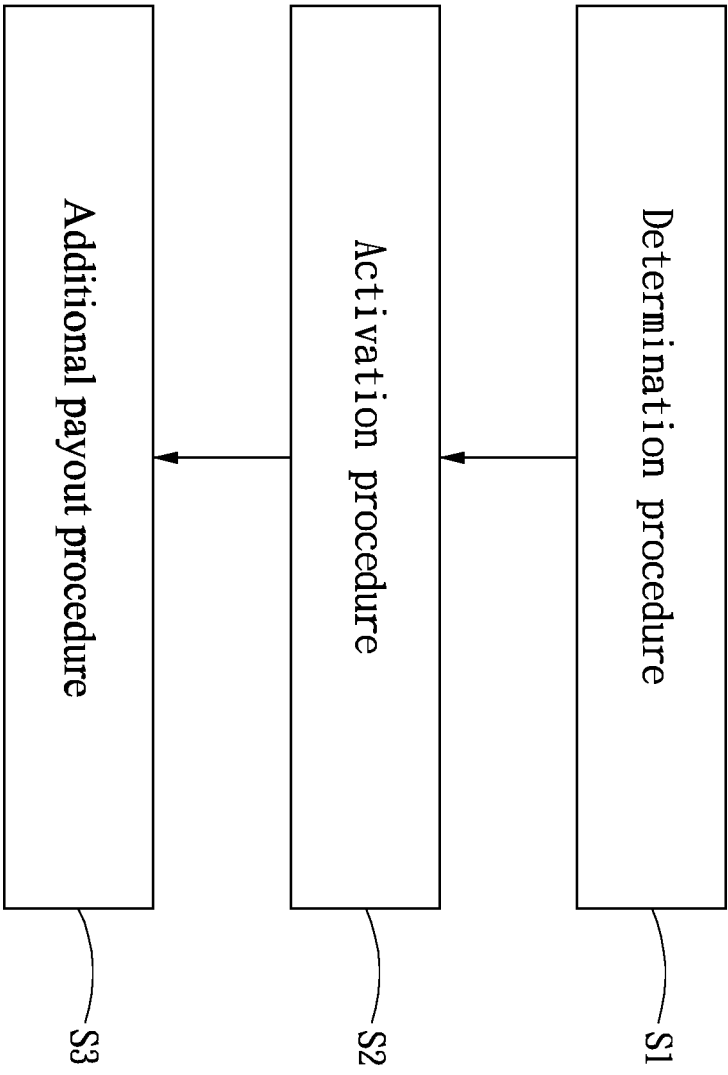 Determination procedure
S1
Activation procedure
S2
Additional payout procedure
S3